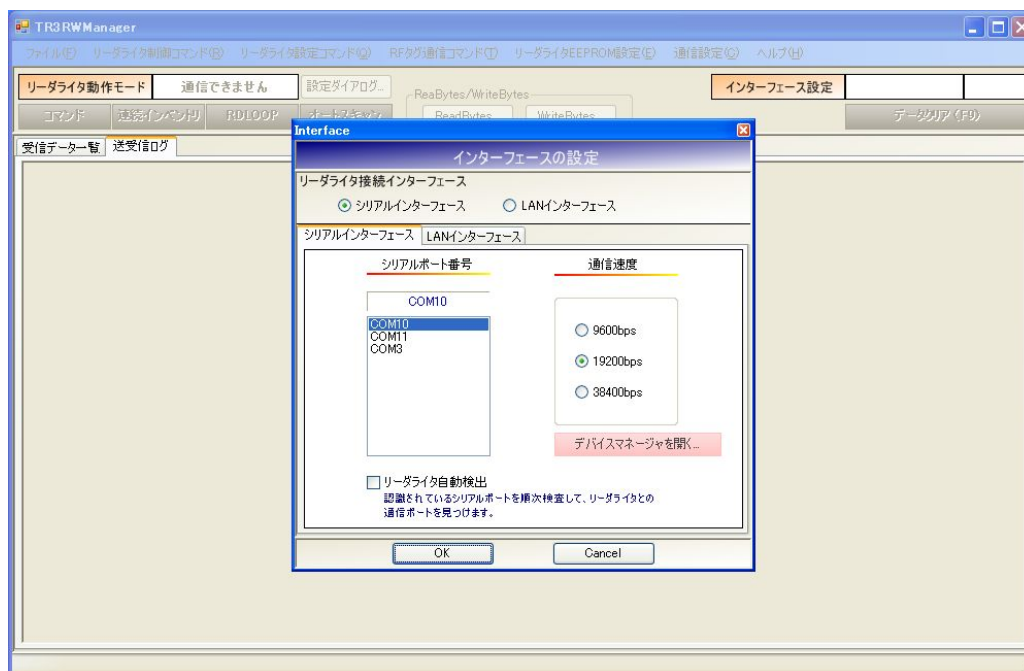 TR3RWManager
ファイル(F) リーダライタ制御コマンド(R) リーダライタ設定コマンド(Q) RFタグ通信コマンド(T) リーダライタEEPROM設定(E) 通信設定(C) ヘルプ(H)
リーダライタ動作モード 通信できません 設定ダイアログ... インターフェース設定
ReaBytes/WriteBytes
コマンド 連続インベントリ RDLOOP オートスキャン ReadBytes WriteBytes データクリア (F9)
受信データ一覧 送受信ログ
Interface
インターフェースの設定
リーダライタ接続インターフェース
シリアルインターフェース LANインターフェース
シリアルインターフェース LANインターフェース
シリアルポート番号 通信速度
COM10
COM10
COM11
COM3
9600bps
19200bps
38400bps
デバイスマネージャを開く...
リーダライタ自動検出
認識されているシリアルポートを順次検査して、リーダライタとの
通信ポートを見つけます。
OK Cancel